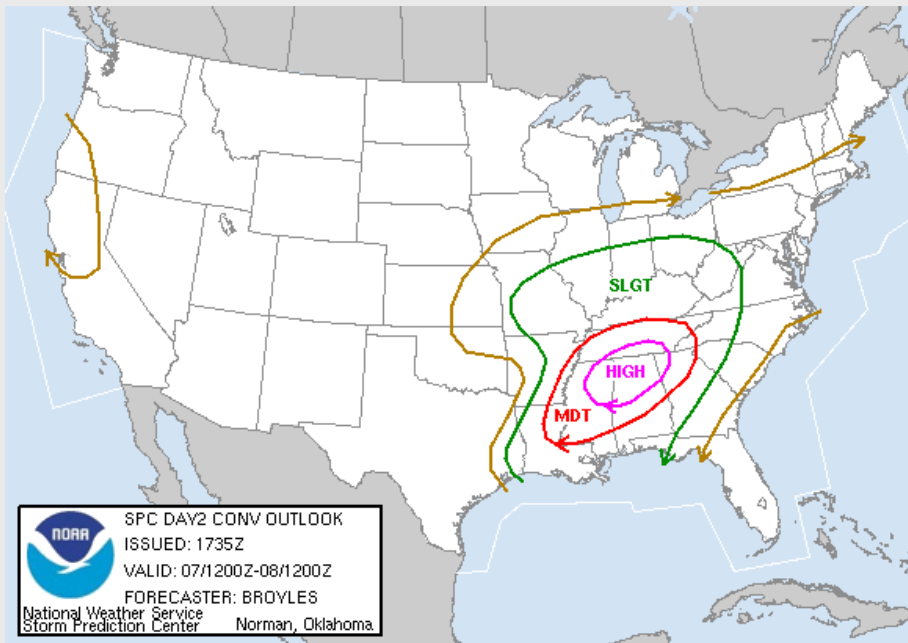 SLGT
HIGH
MDT
SPC DAY2 CONV OUTLOOK
ISSUED: 1735Z
VALID: 07/1200Z-08/1200Z
FORECASTER: BROYLES
NOAA
National Weather Service
Storm Prediction Center Norman, Oklahoma